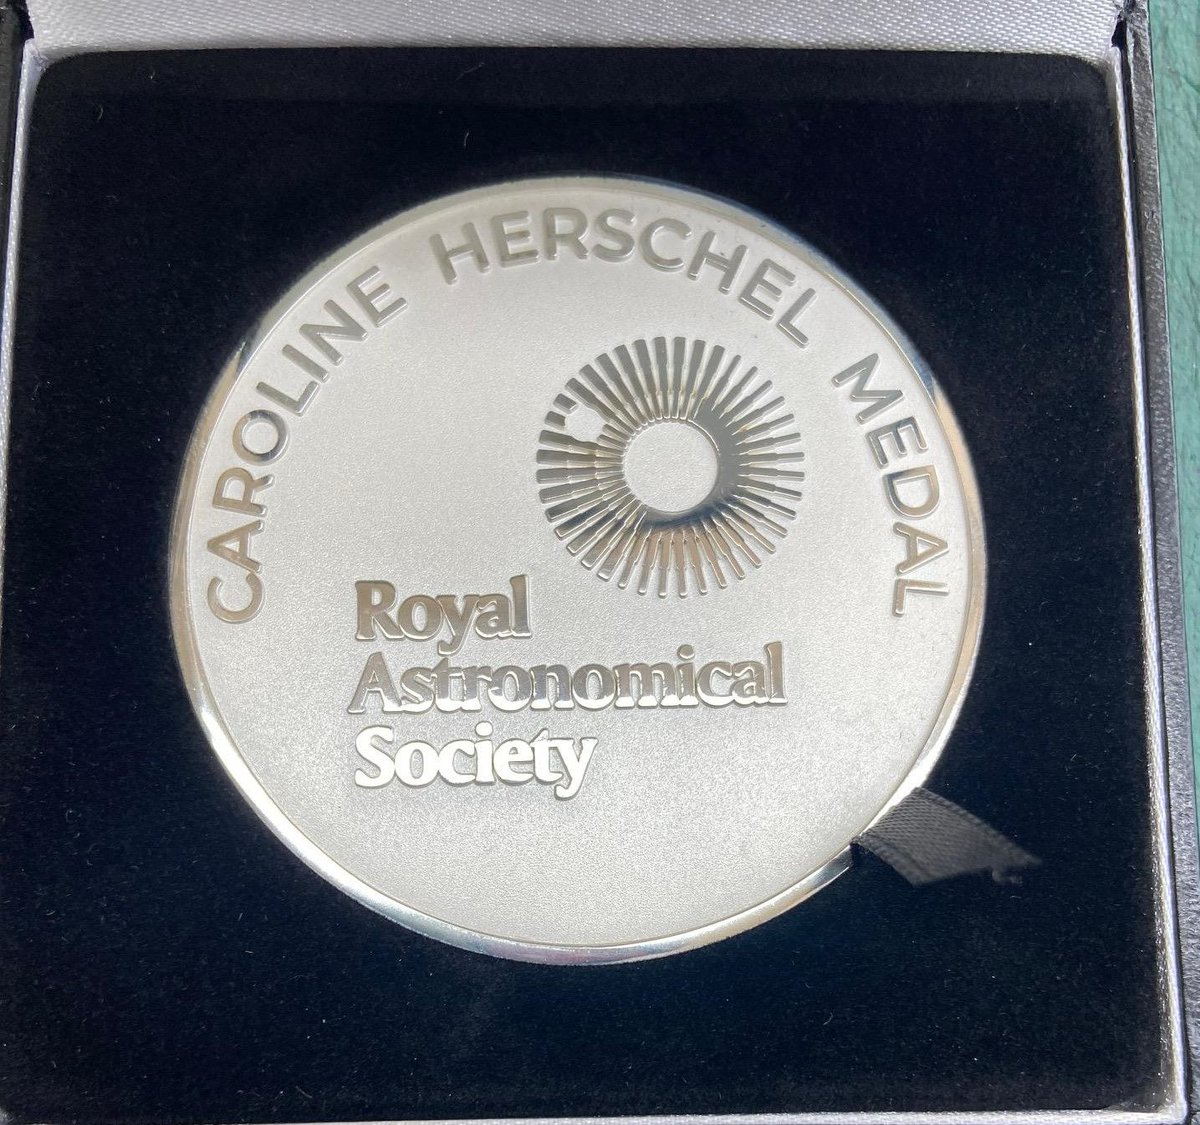 CAROLINE HERSCHEL MEDAL
Royal
Astronomical
Society